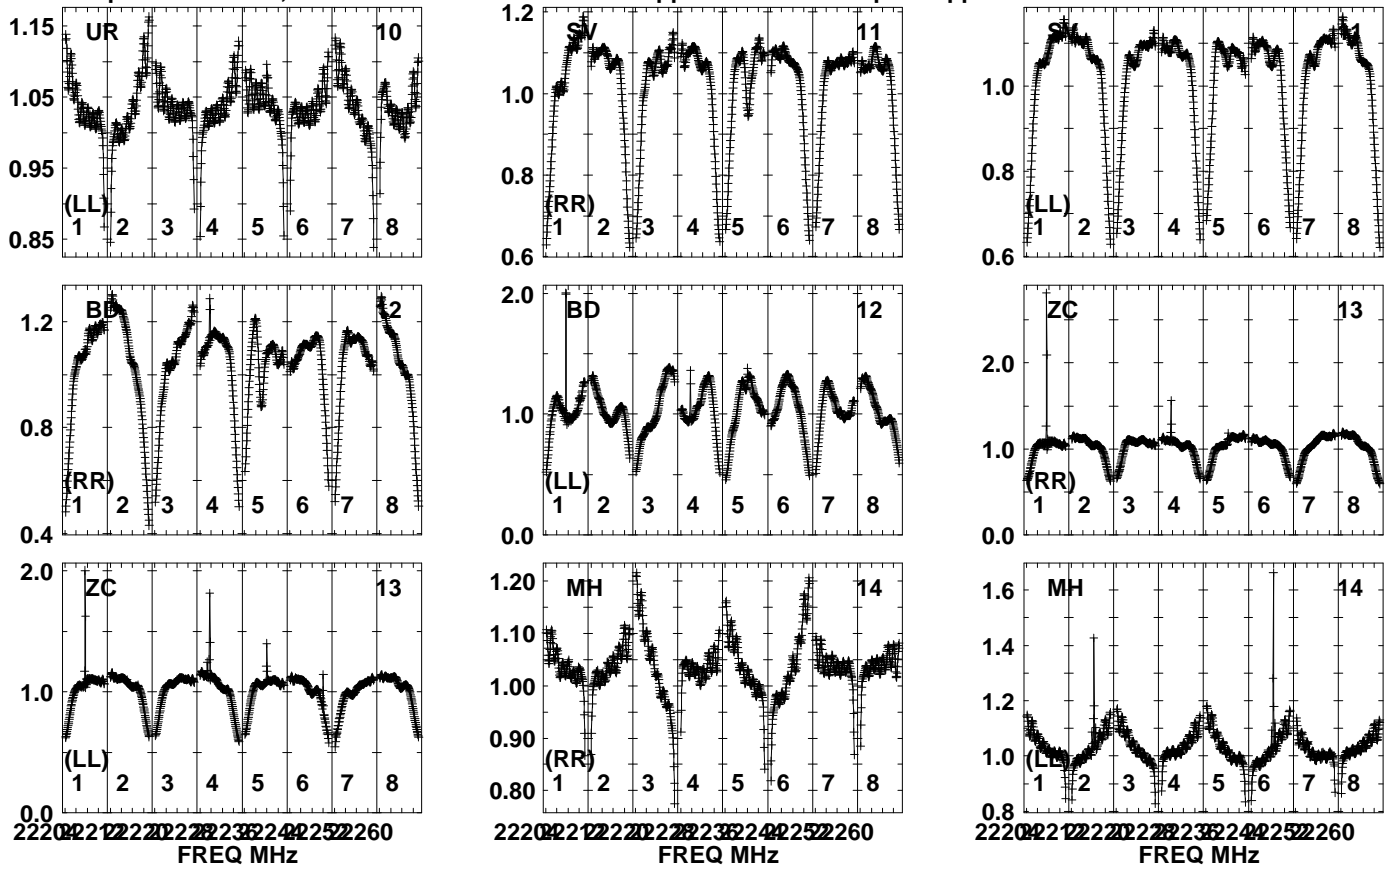 UR 10
1.15
1.05
0.95
0.85
(LL)
1 2 3 4 5 6 7 8
SV 11
1.2
1.0
0.8
0.6
(RR)
1 2 3 4 5 6 7 8
1.0
0.8
0.6
(LL)
1 2 3 4 5 6 7 8
BD
1.2
0.8
0.4
(RR)
1 2 3 4 5 6 7 8
BD 12
2.0
1.0
0.0
(LL)
1 2 3 4 5 6 7 8
ZC 13
2.0
1.0
0.0
(RR)
1 2 3 4 5 6 7 8
ZC 13
2.0
1.0
0.0
(LL)
1 2 3 4 5 6 7 8
FREQ MHz
MH 14
1.20
1.10
1.00
0.90
0.80
(RR)
1 2 3 4 5 6 7 8
MH 14
1.6
1.4
1.2
1.0
0.8
(LL)
1 2 3 4 5 6 7 8
FREQ MHz